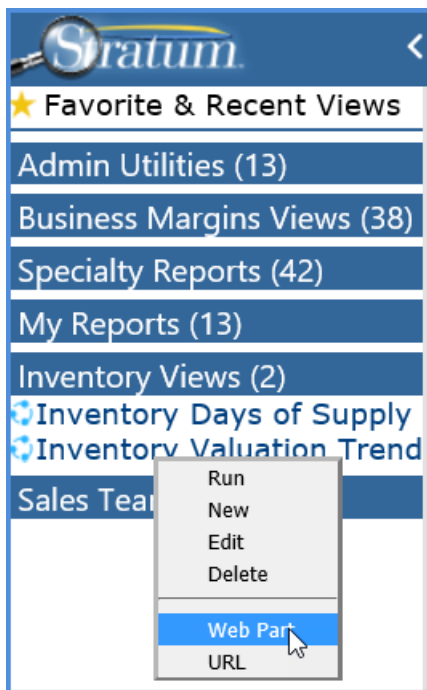 Stratum
Favorite & Recent Views
Admin Utilities (13)
Business Margins Views (38)
Specialty Reports (42)
My Reports (13)
Inventory Views (2)
Inventory Days of Supply
Inventory Valuation Trend
Sales
Run
New
Edit
Delete
Web Part
URL